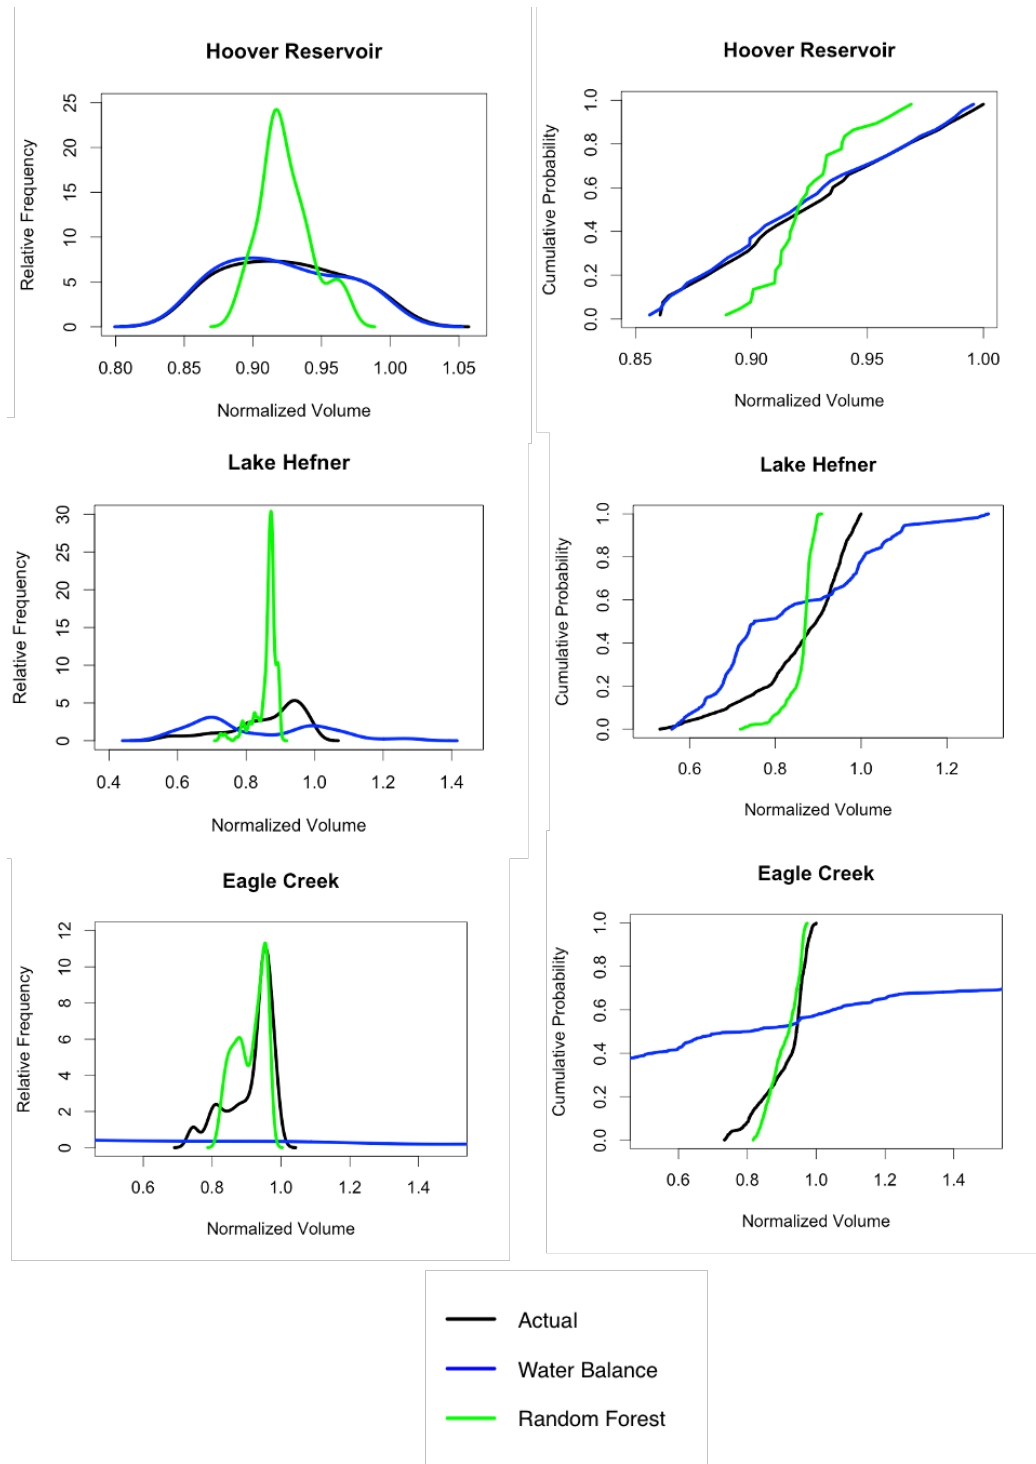 Hoover Reservoir
Relative Frequency
0 5 10 15 20 25
0.80 0.85 0.90 0.95 1.00 1.05
Normalized Volume
Hoover Reservoir
Cumulative Probability
0.0 0.2 0.4 0.6 0.8 1.0
0.85 0.90 0.95 1.00
Normalized Volume
Lake Hefner
Relative Frequency
0 5 10 15 20 25 30
0.4 0.6 0.8 1.0 1.2 1.4
Normalized Volume
Lake Hefner
Cumulative Probability
0.0 0.2 0.4 0.6 0.8 1.0
0.6 0.8 1.0 1.2
Normalized Volume
Eagle Creek
Relative Frequency
0 2 4 6 8 10 12
0.6 0.8 1.0 1.2 1.4
Normalized Volume
Eagle Creek
Cumulative Probability
0.0 0.2 0.4 0.6 0.8 1.0
0.6 0.8 1.0 1.2 1.4
Normalized Volume
Actual
Water Balance
Random Forest